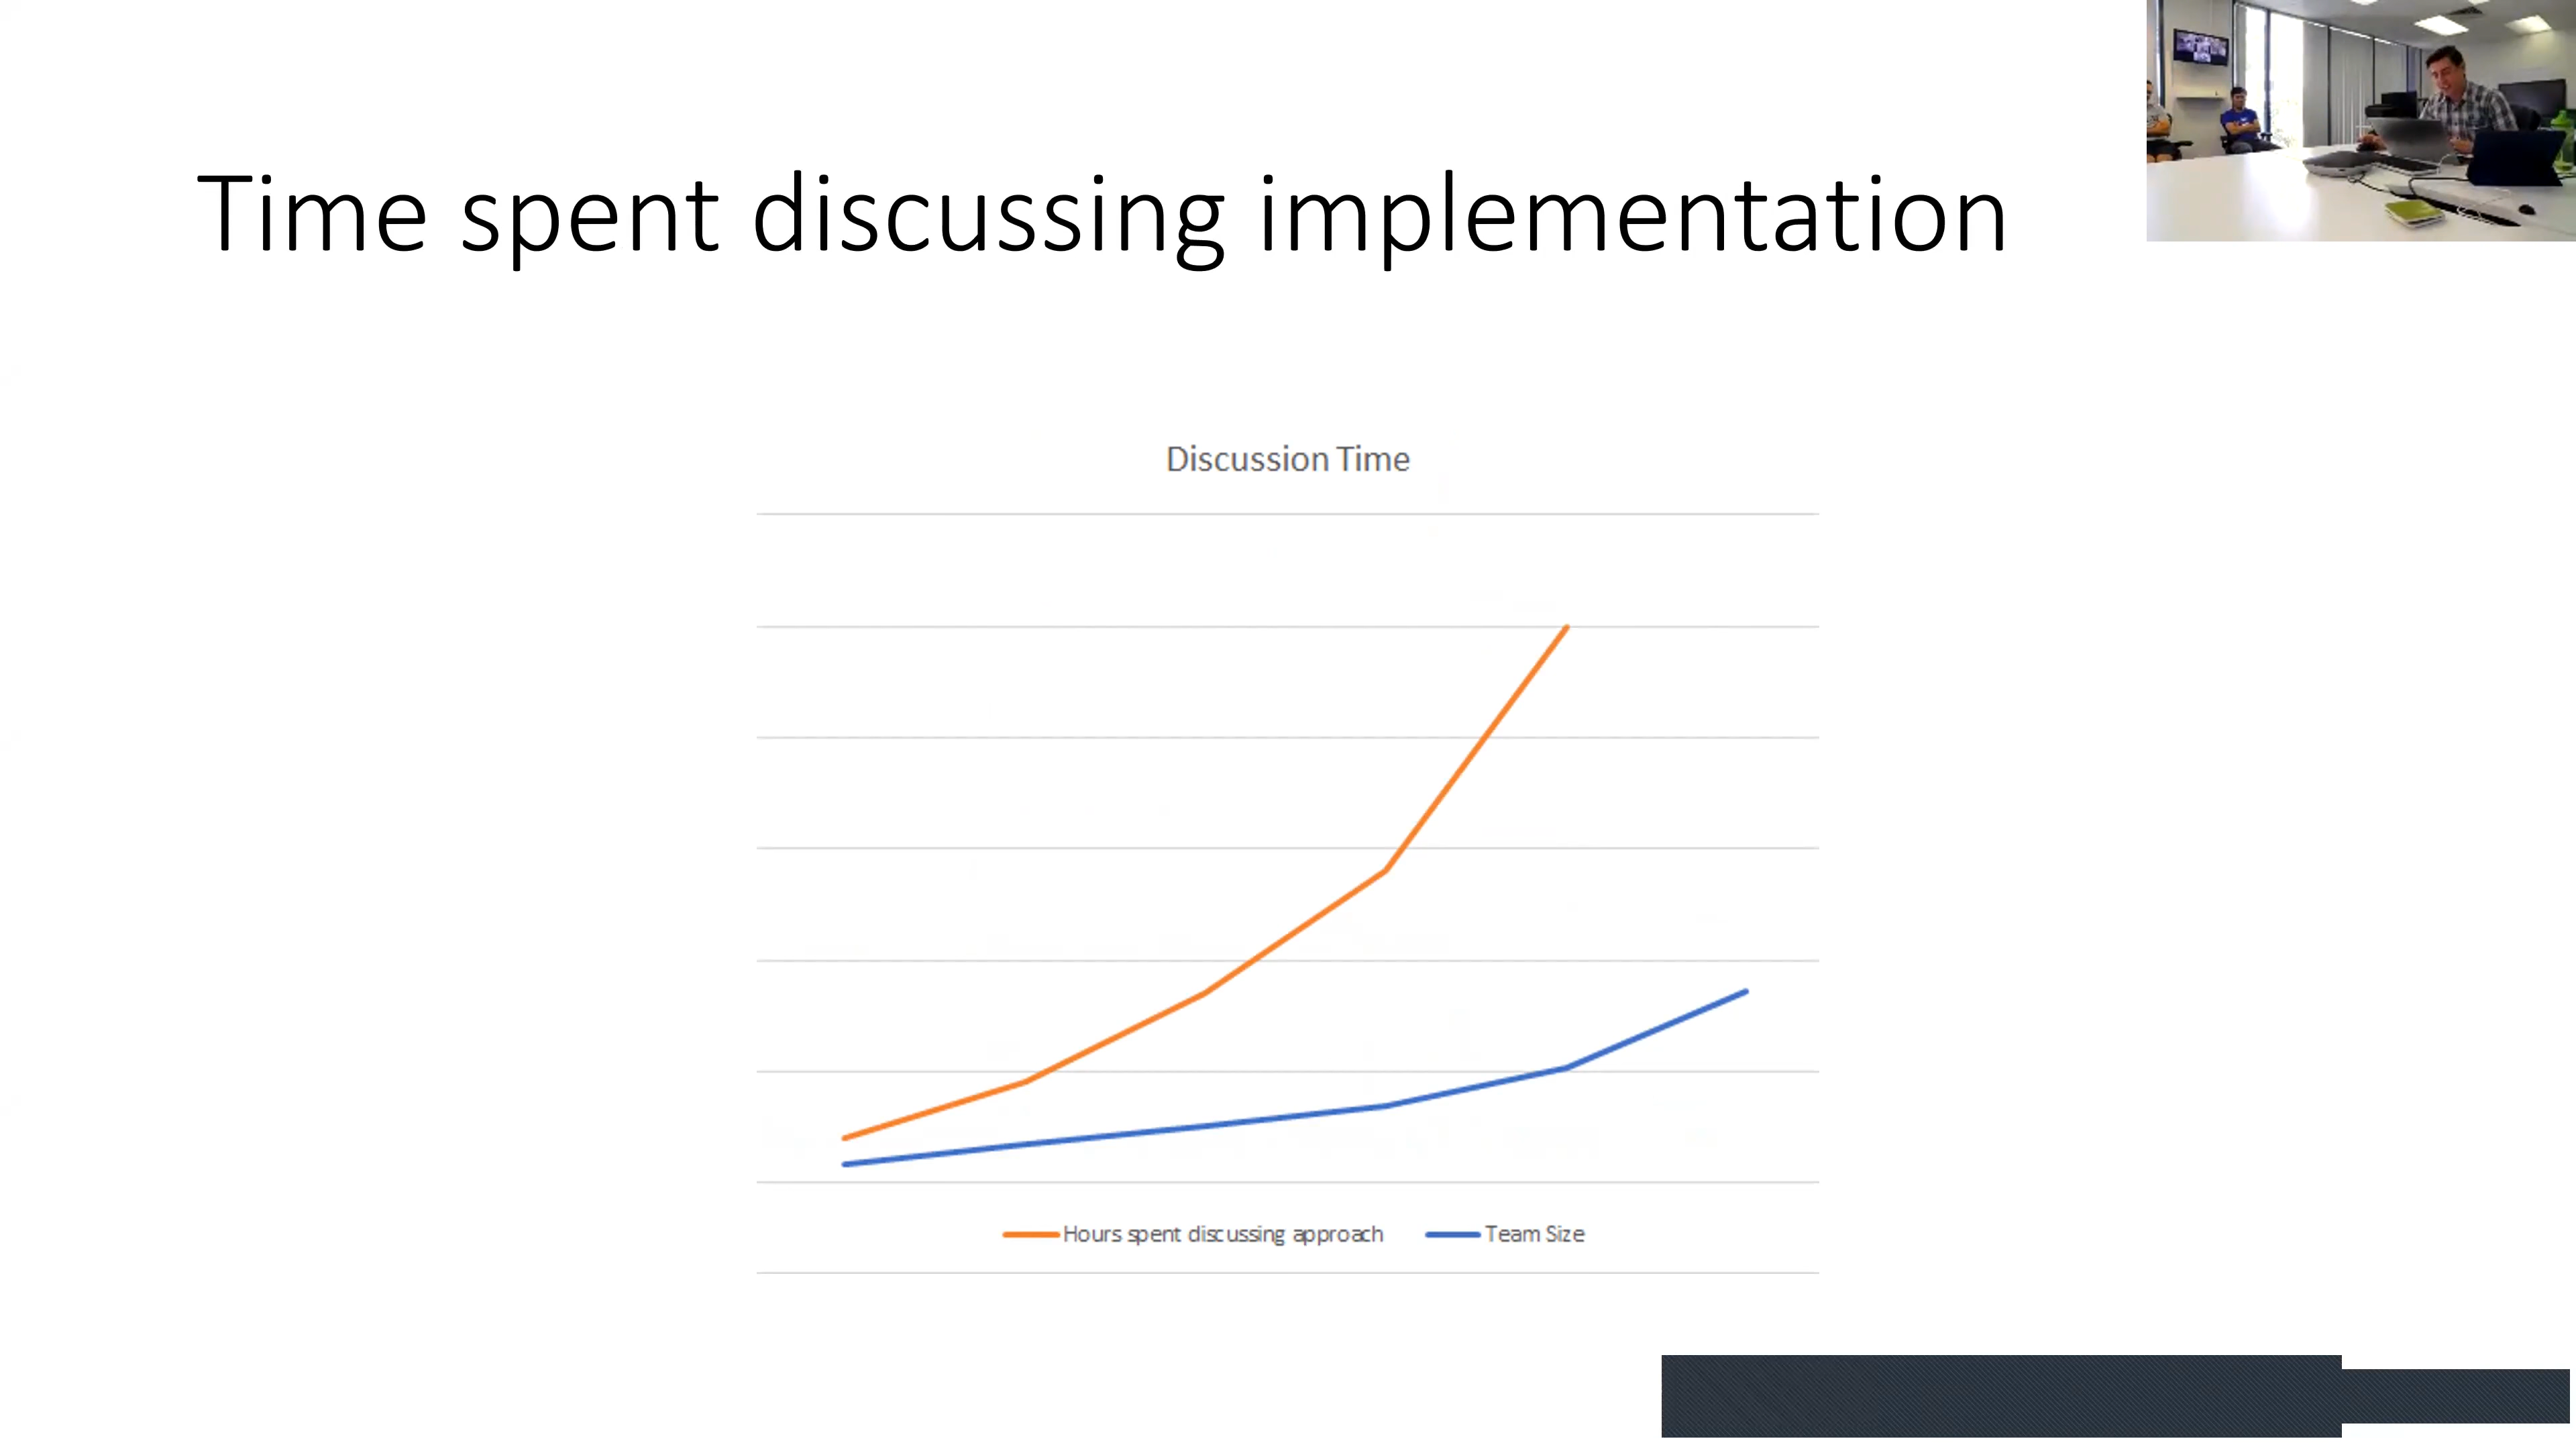 Time spent discussing implementation
Discussion Time
Hours spent discussing approach
Team Size